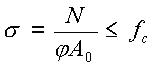 σ = N / φA₀ ≤ f_c